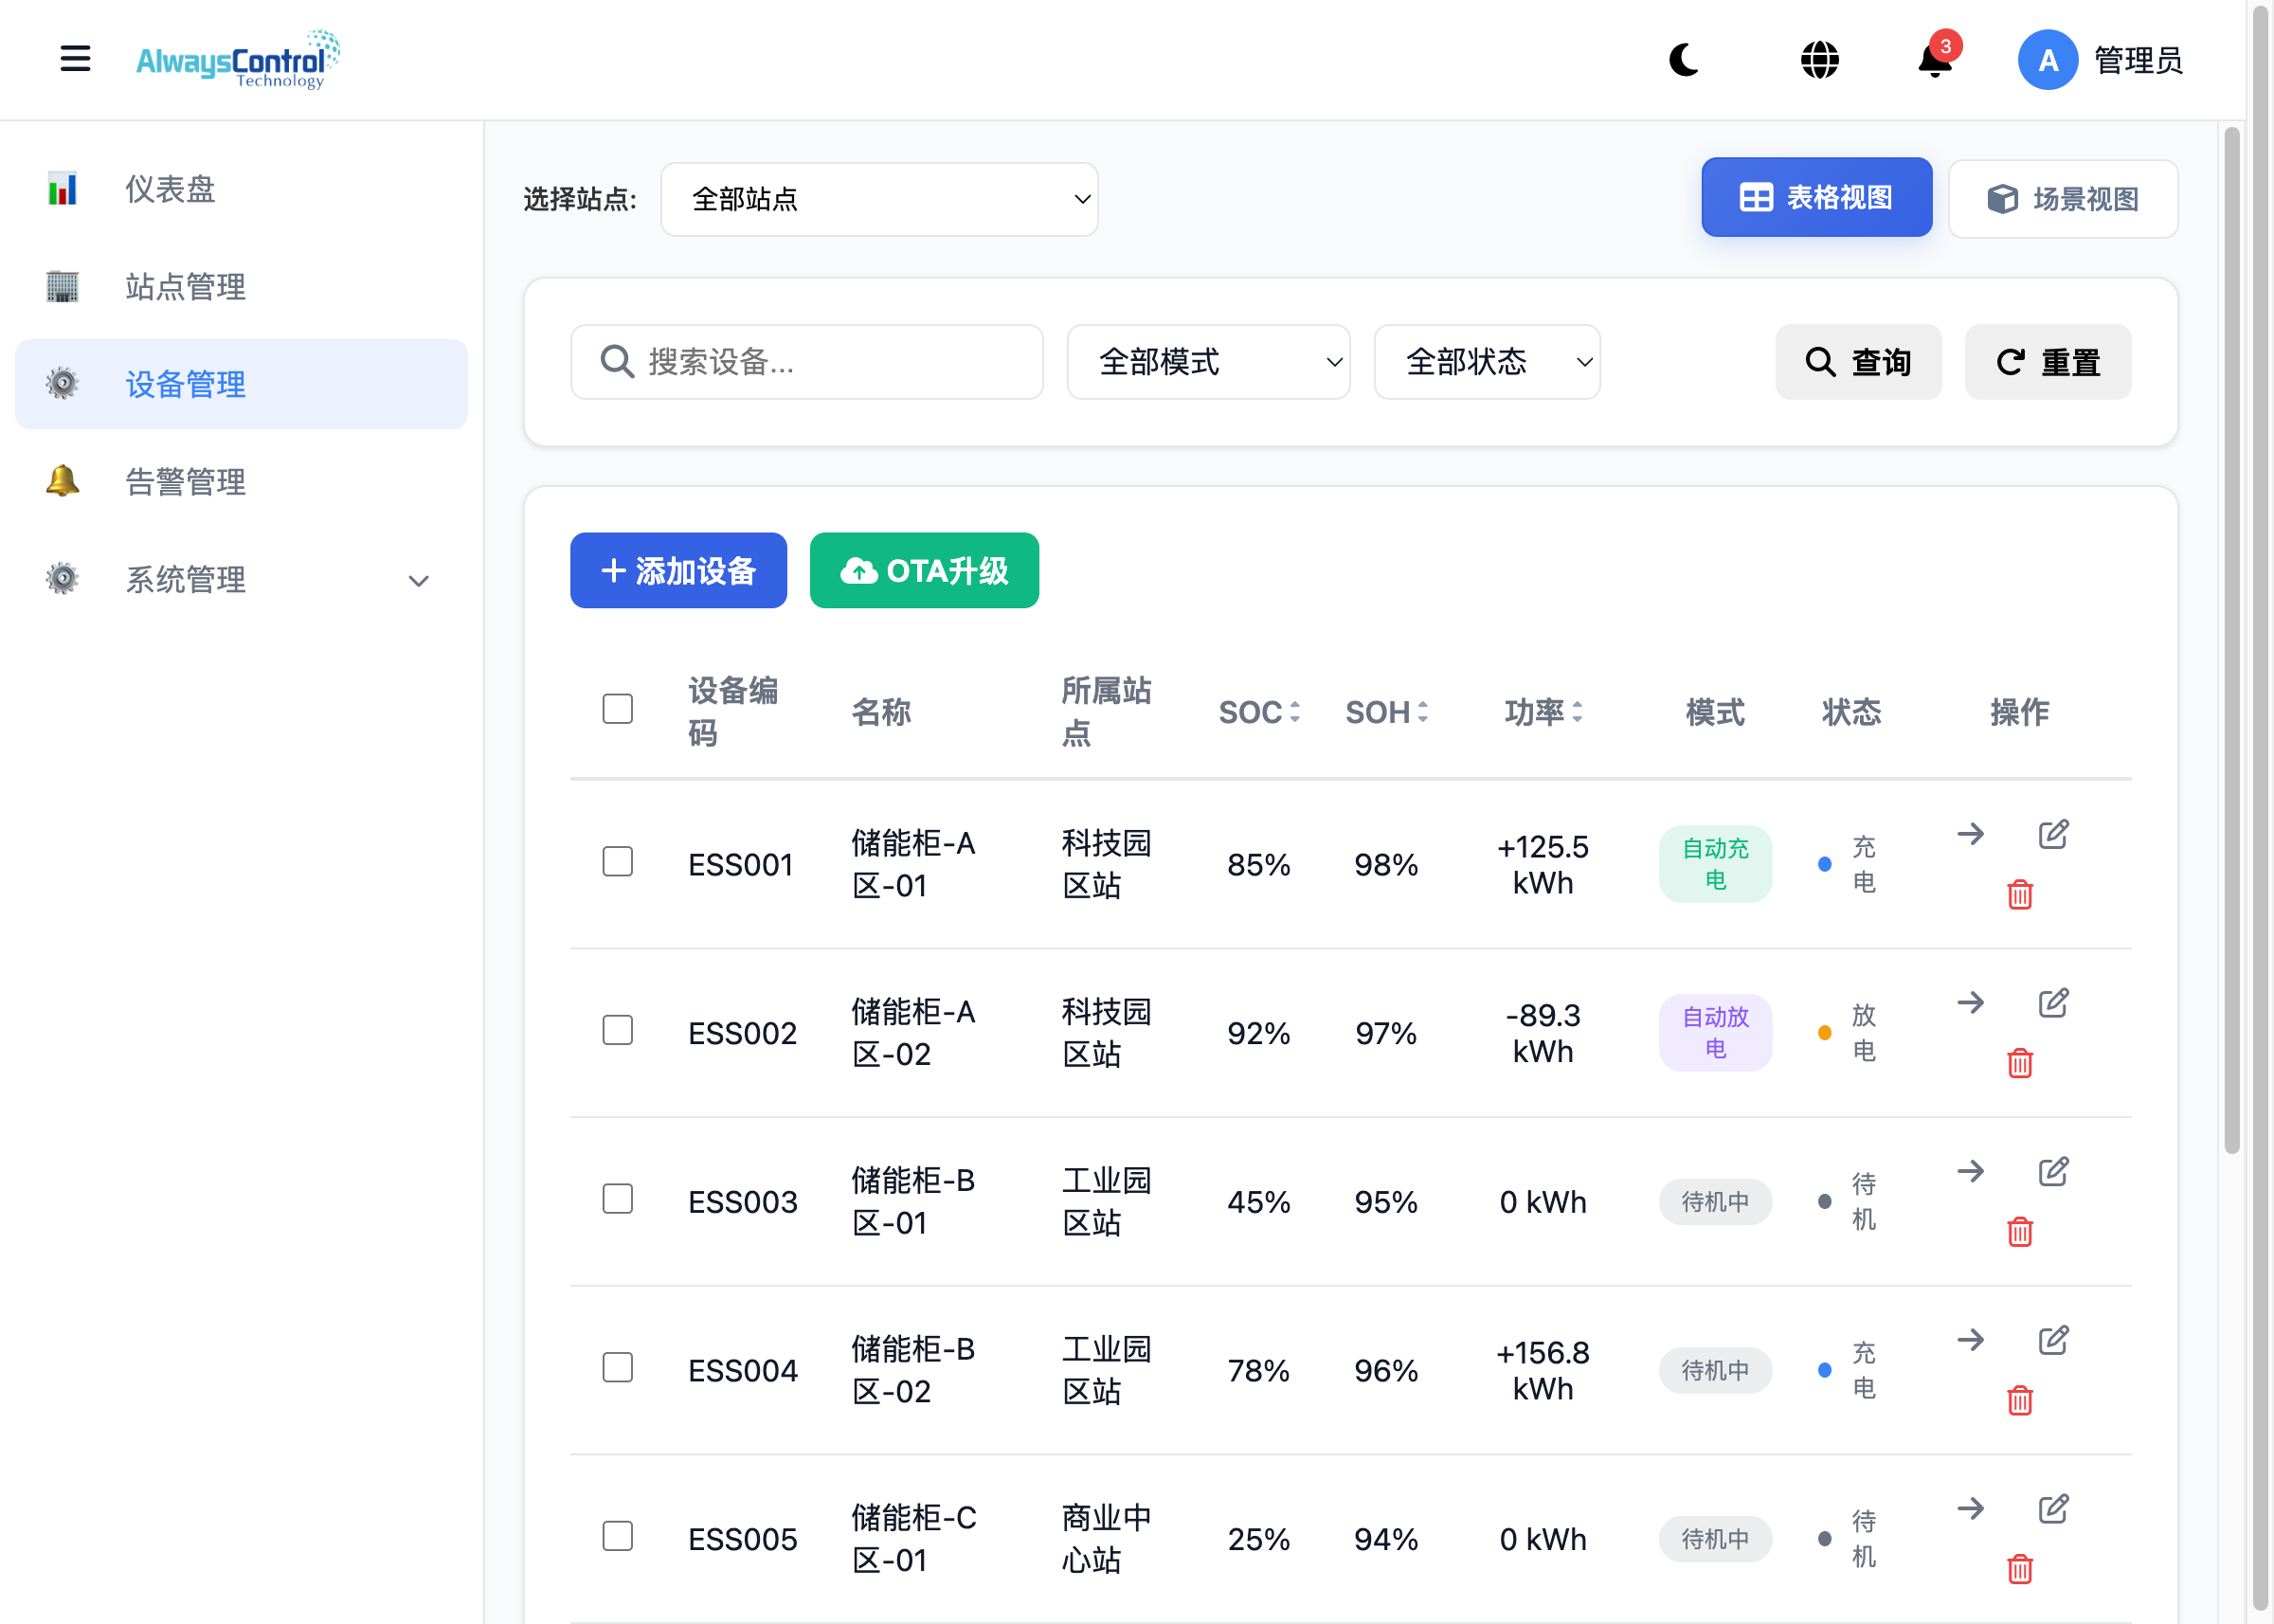 AlwaysControl
Technology
3
A
管理员
仪表盘
站点管理
设备管理
告警管理
系统管理
选择站点:
全部站点
表格视图
场景视图
搜索设备...
全部模式
全部状态
查询
重置
+ 添加设备
OTA升级
设备编
码
名称
所属站
点
SOC
SOH
功率
模式
状态
操作
ESS001
储能柜-A
区-01
科技园
区站
85%
98%
+125.5
kWh
自动充
电
充
电
ESS002
储能柜-A
区-02
科技园
区站
92%
97%
-89.3
kWh
自动放
电
放
电
ESS003
储能柜-B
区-01
工业园
区站
45%
95%
0 kWh
待机中
待
机
ESS004
储能柜-B
区-02
工业园
区站
78%
96%
+156.8
kWh
待机中
充
电
ESS005
储能柜-C
区-01
商业中
心站
25%
94%
0 kWh
待机中
待
机